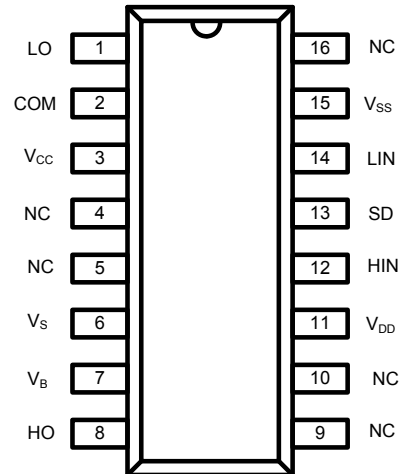 LO 1 16 NC
COM 2 15 VSS
VCC 3 14 LIN
NC 4 13 SD
NC 5 12 HIN
VS 6 11 VDD
VB 7 10 NC
HO 8 9 NC